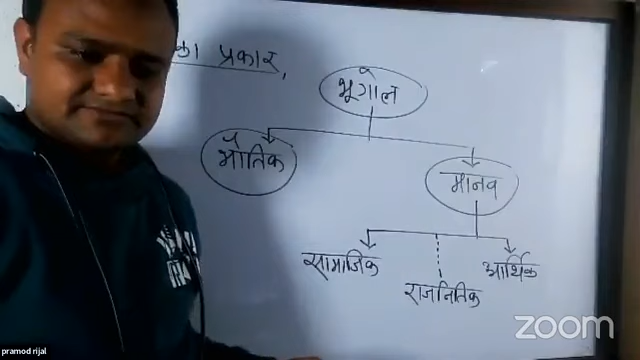 का प्रकार,
भूगोल
भौतिक
मानव
सामाजिक
राजनितिक
आर्थिक
zoom
pramod rijal